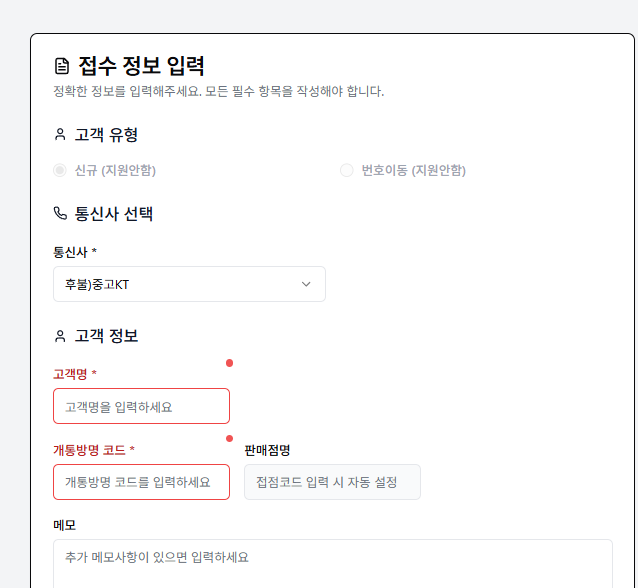 접수 정보 입력
정확한 정보를 입력해주세요. 모든 필수 항목을 작성해야 합니다.
고객 유형
신규 (지원안함) 번호이동 (지원안함)
통신사 선택
통신사 *
후불)중고KT
고객 정보
고객명 *
고객명을 입력하세요
개통방명 코드 * 판매점명
개통방명 코드를 입력하세요 접점코드 입력 시 자동 설정
메모
추가 메모사항이 있으면 입력하세요